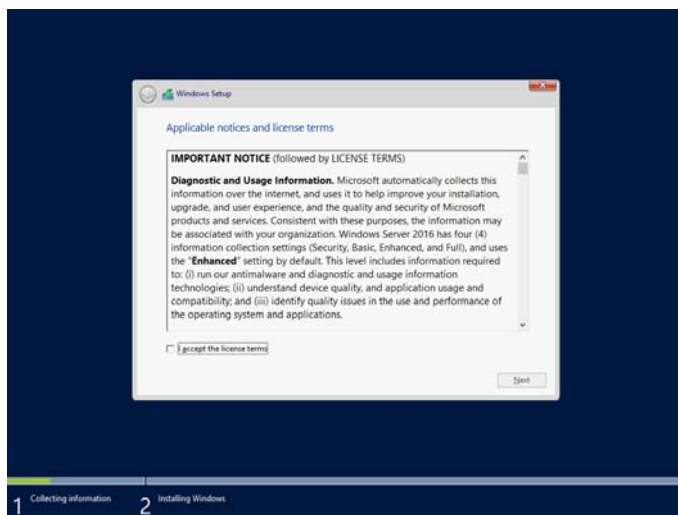 Windows Setup
Applicable notices and license terms
IMPORTANT NOTICE (followed by LICENSE TERMS)
Diagnostic and Usage Information. Microsoft automatically collects this
information over the internet, and uses it to help improve your installation,
upgrade, and user experience, and the quality and security of Microsoft
products and services. Consistent with these purposes, the information may
be associated with your organization. Windows Server 2016 has four (4)
information collection settings (Security, Basic, Enhanced, and Full), and uses
the "Enhanced" setting by default. This level includes information required
to: (i) run our antimalware and diagnostic and usage information
technologies; (ii) understand device quality, and application usage and
compatibility; and (iii) identify quality issues in the use and performance of
the operating system and applications.
I accept the license terms
Next
1 Collecting information
2 Installing Windows